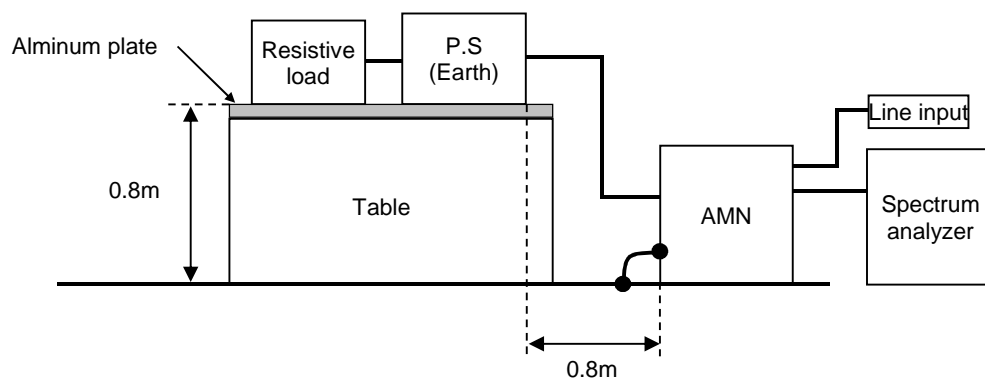 Alminum plate
Resistive
load
P.S
(Earth)
Line input
0.8m
Table
AMN
Spectrum
analyzer
0.8m